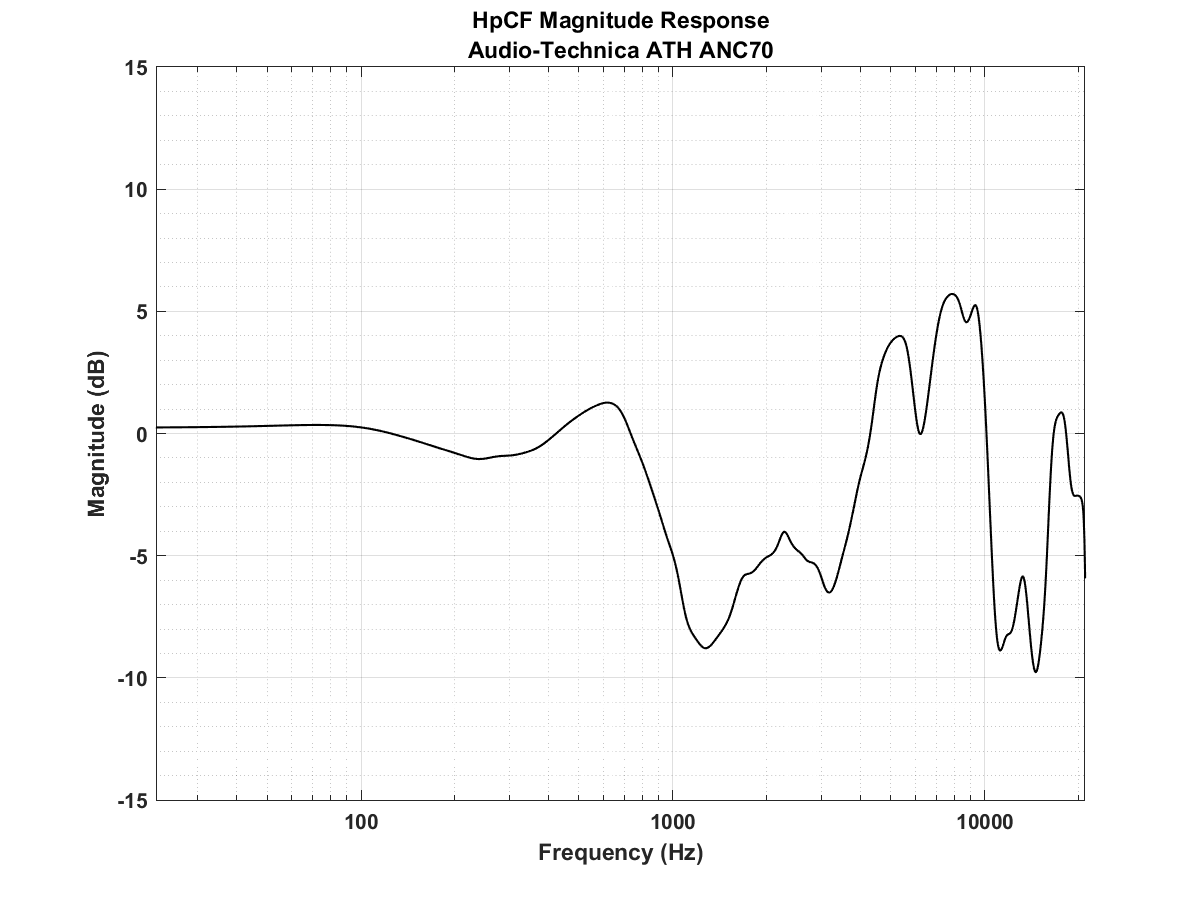 HpCF Magnitude Response
Audio-Technica ATH ANC70
15
10
5
0
-5
-10
-15
Magnitude (dB)
100 1000 10000
Frequency (Hz)